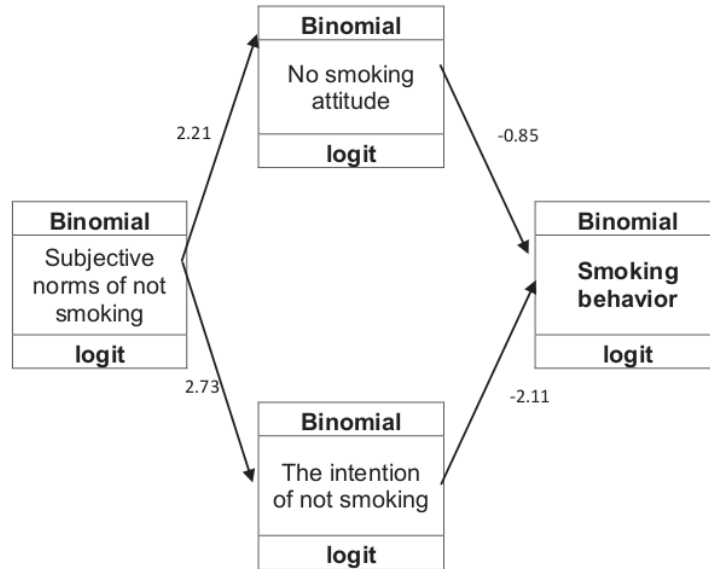 Binomial
No smoking
attitude
logit
2.21
-0.85
Binomial
Subjective
norms of not
smoking
logit
Binomial
Smoking
behavior
logit
2.73
-2.11
Binomial
The intention
of not smoking
logit